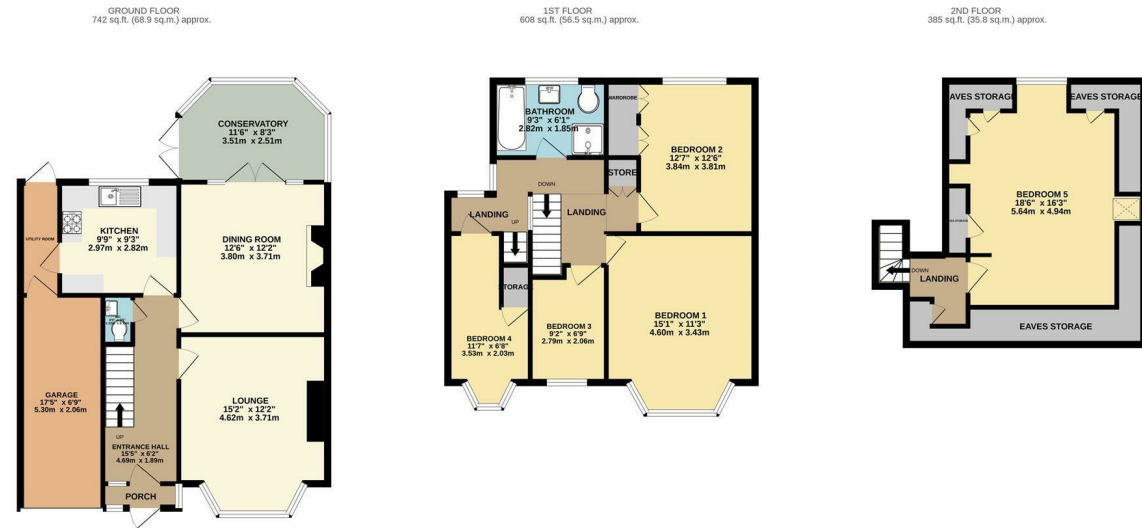 GROUND FLOOR
742 sq.ft. (68.9 sq.m.) approx.
CONSERVATORY
11'6" x 8'3"
3.51m x 2.51m
KITCHEN
9'9" x 9'3"
2.97m x 2.82m
UTILITY ROOM
DINING ROOM
12'6" x 12'2"
3.80m x 3.71m
GARAGE
17'5" x 6'9"
5.30m x 2.06m
UP
ENTRANCE HALL
15'5" x 6'2"
4.69m x 1.89m
LOUNGE
15'2" x 12'2"
4.62m x 3.71m
PORCH
1ST FLOOR
608 sq.ft. (56.5 sq.m.) approx.
BATHROOM
9'3" x 6'1"
2.82m x 1.85m
WARDROBE
BEDROOM 2
12'7" x 12'6"
3.84m x 3.81m
STORE
DOWN
LANDING
UP
LANDING
STORAGE
BEDROOM 4
11'7" x 6'8"
3.53m x 2.03m
BEDROOM 3
9'2" x 6'9"
2.79m x 2.06m
BEDROOM 1
15'1" x 11'3"
4.60m x 3.43m
2ND FLOOR
385 sq.ft. (35.8 sq.m.) approx.
EAVES STORAGE
EAVES STORAGE
BEDROOM 5
18'6" x 16'3"
5.64m x 4.94m
DOWN
LANDING
EAVES STORAGE